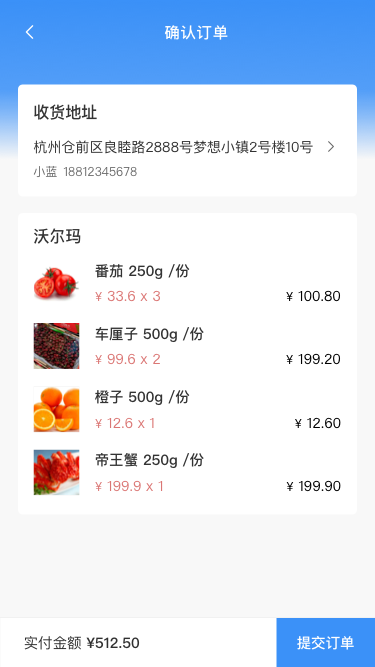 确认订单
收货地址
杭州仓前区良睦路2888号梦想小镇2号楼10号
小蓝 18812345678
沃尔玛
番茄 250g /份
¥ 33.6 x 3 ¥ 100.80
车厘子 500g /份
¥ 99.6 x 2 ¥ 199.20
橙子 500g /份
¥ 12.6 x 1 ¥ 12.60
帝王蟹 250g /份
¥ 199.9 x 1 ¥ 199.90
实付金额 ¥512.50 提交订单